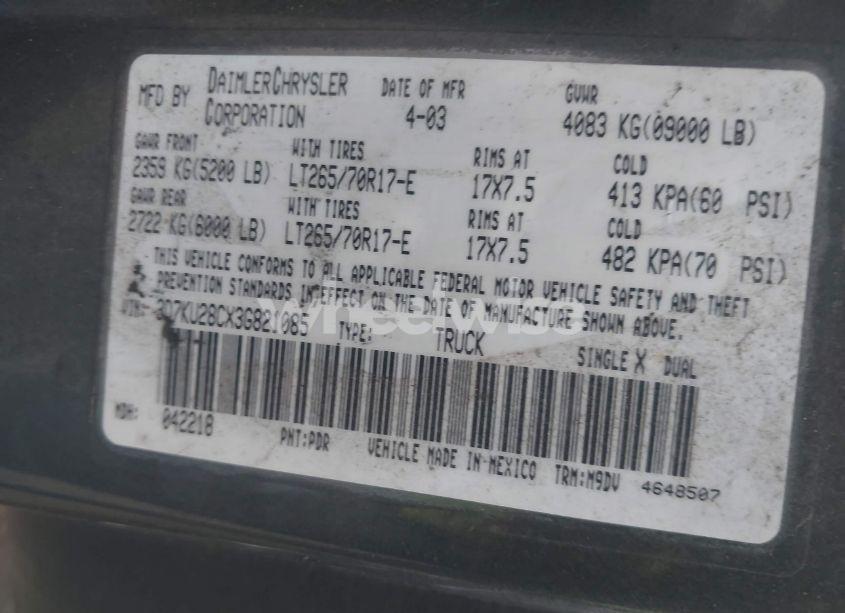 MFD BY DAIMLERCHRYSLER CORPORATION DATE OF MFR 4-03 GVWR 4083 KG(09000 LB)
GAWR FRONT WITH TIRES RIMS AT COLD
2359 KG(5200 LB) LT265/70R17-E 17X7.5 413 KPA(60 PSI)
GAWR REAR WITH TIRES RIMS AT COLD
2722 KG(6000 LB) LT265/70R17-E 17X7.5 482 KPA(70 PSI)
THIS VEHICLE CONFORMS TO ALL APPLICABLE FEDERAL MOTOR VEHICLE SAFETY AND THEFT
PREVENTION STANDARDS IN EFFECT ON THE DATE OF MANUFACTURE SHOWN ABOVE.
VIN: 3D7KU28CX3G821085 TYPE: TRUCK SINGLE X DUAL
MDH: 042218 PNT:PDR VEHICLE MADE IN MEXICO TRM:M9DV 4648507